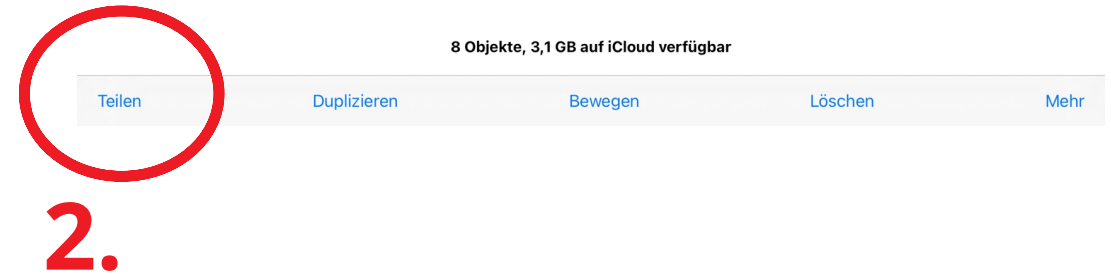 8 Objekte, 3,1 GB auf iCloud verfügbar
Teilen Duplizieren Bewegen Löschen Mehr
2.